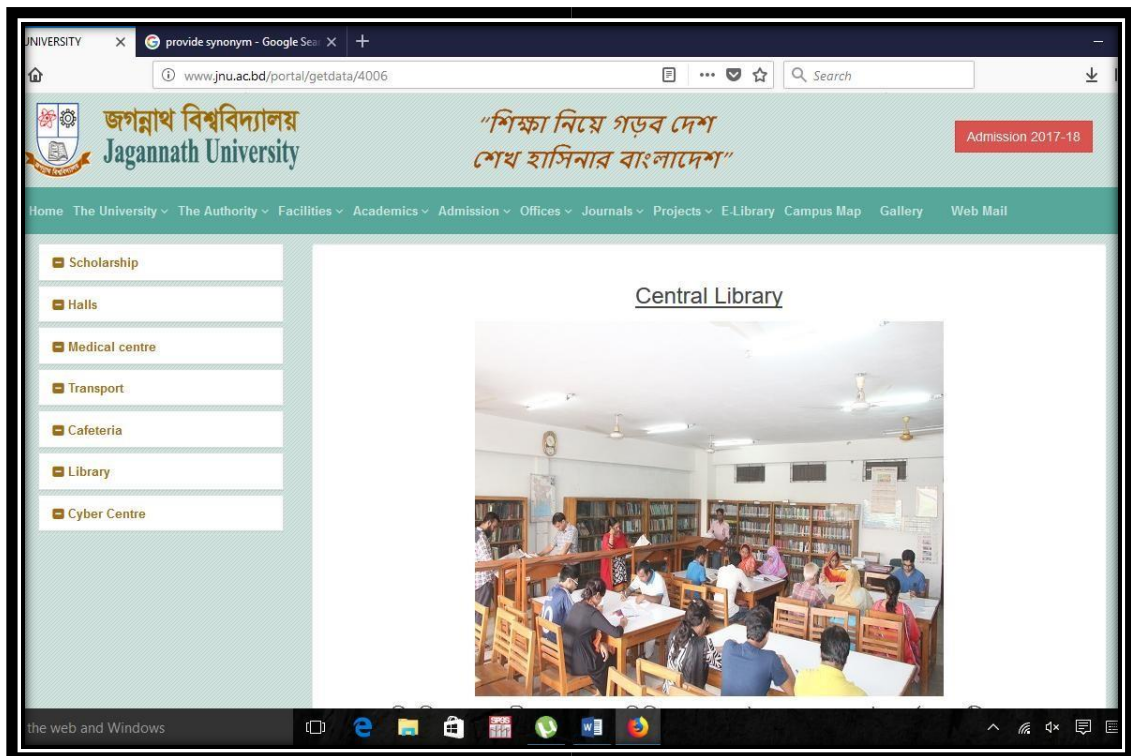 UNIVERSITY
provide synonym - Google Sear
www.jnu.ac.bd/portal/getdata/4006
Search
জগন্নাথ বিশ্ববিদ্যালয়
Jagannath University
"শিক্ষা নিয়ে গড়ব দেশ
শেখ হাসিনার বাংলাদেশ"
Admission 2017-18
Home The University The Authority Facilities Academics Admission Offices Journals Projects E-Library Campus Map Gallery Web Mail
Scholarship
Halls
Medical centre
Transport
Cafeteria
Library
Cyber Centre
Central Library
the web and Windows